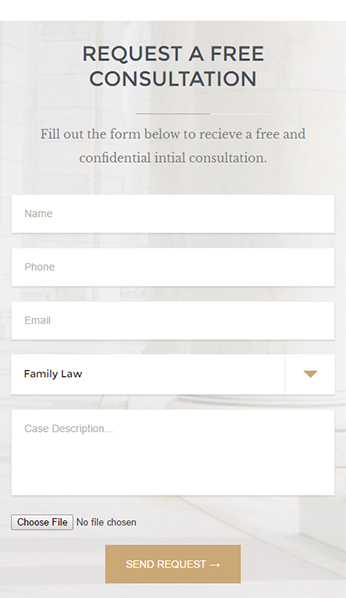 REQUEST A FREE
CONSULTATION
Fill out the form below to recieve a free and
confidential intial consultation.
Name
Phone
Email
Family Law
Case Description...
Choose File No file chosen
SEND REQUEST →